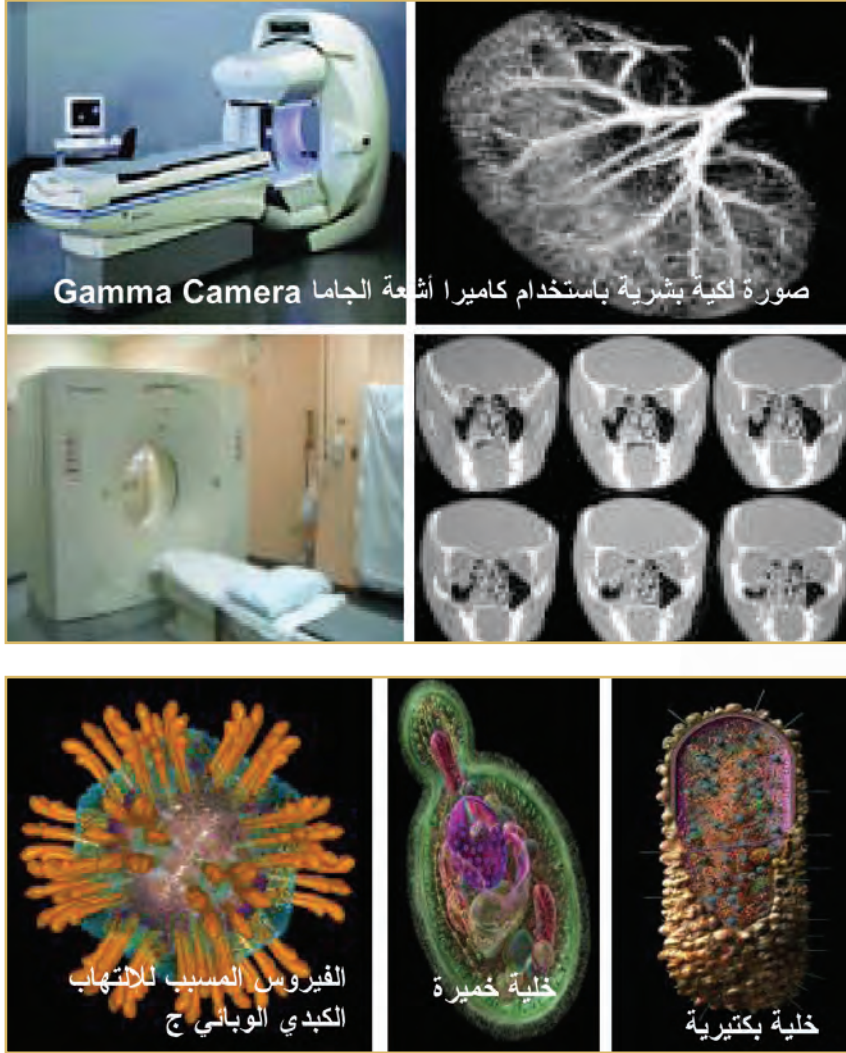 صورة لكية بشرية باستخدام كاميرا أشعة الجاما Gamma Camera
الفيروس المسبب للالتهاب
الكبدي الوبائي ج
خلية خميرة
خلية بكتيرية